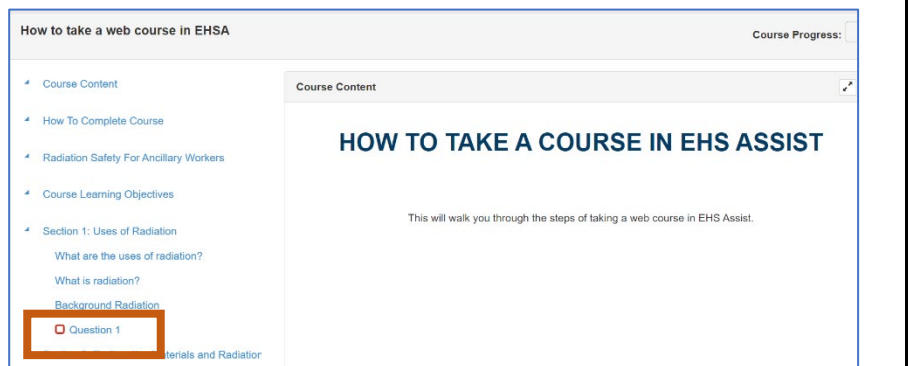 How to take a web course in EHSA
Course Progress:
Course Content
How To Complete Course
Radiation Safety For Ancillary Workers
Course Learning Objectives
Section 1: Uses of Radiation
What are the uses of radiation?
What is radiation?
Background Radiation
Question 1
terials and Radiation
Course Content
HOW TO TAKE A COURSE IN EHS ASSIST
This will walk you through the steps of taking a web course in EHS Assist.